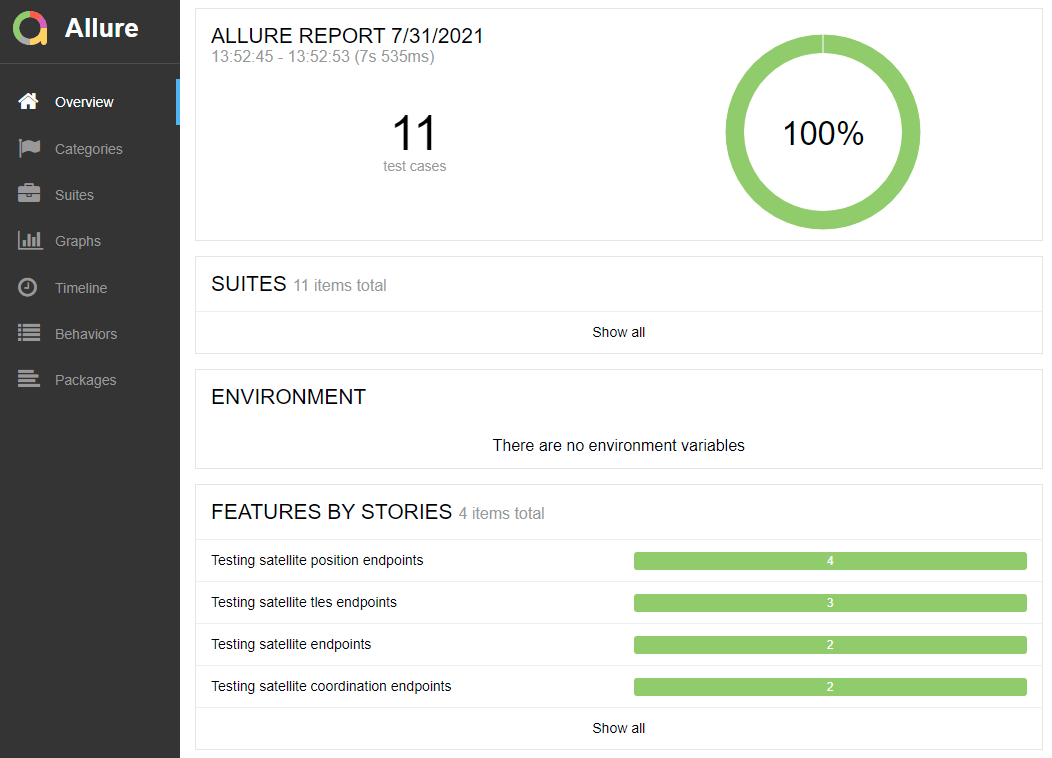 Allure
Overview
Categories
Suites
Graphs
Timeline
Behaviors
Packages
ALLURE REPORT 7/31/2021
13:52:45 - 13:52:53 (7s 535ms)
11
test cases
100%
SUITES 11 items total
Show all
ENVIRONMENT
There are no environment variables
FEATURES BY STORIES 4 items total
Testing satellite position endpoints 4
Testing satellite tles endpoints 3
Testing satellite endpoints 2
Testing satellite coordination endpoints 2
Show all